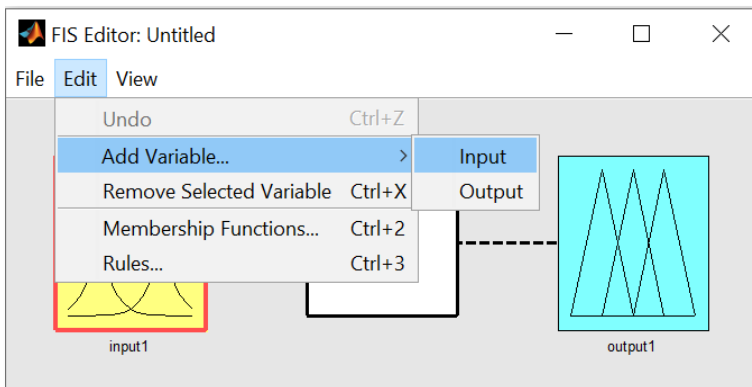 FIS Editor: Untitled
File Edit View
Undo Ctrl+Z
Add Variable... > Input
Remove Selected Variable Ctrl+X Output
Membership Functions... Ctrl+2
Rules... Ctrl+3
input1 output1